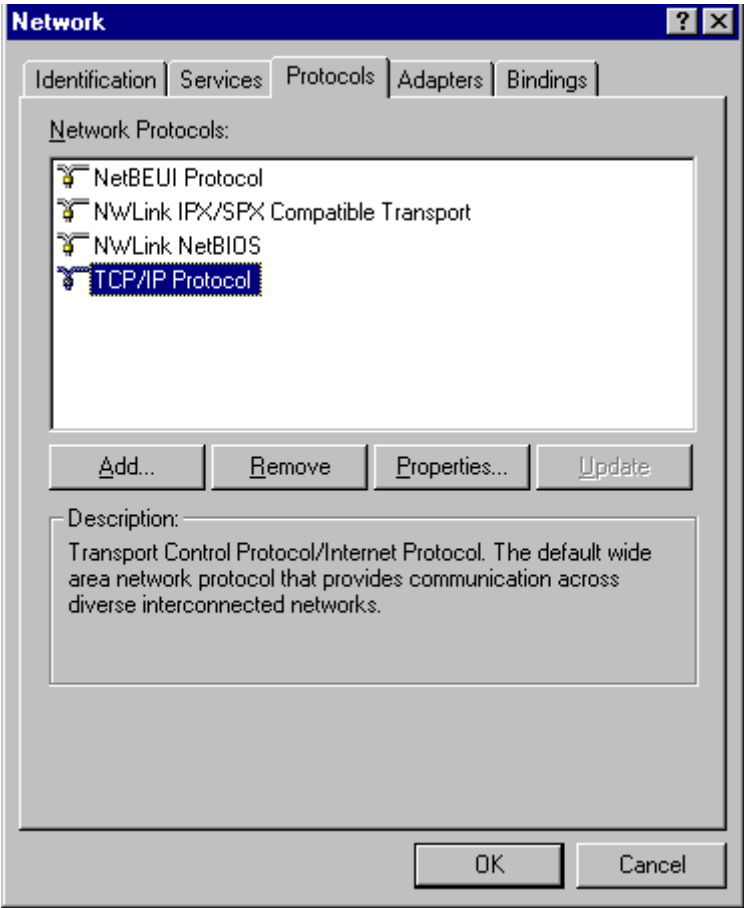 Network
Identification Services Protocols Adapters Bindings
Network Protocols:
NetBEUI Protocol
NWLink IPX/SPX Compatible Transport
NWLink NetBIOS
TCP/IP Protocol
Add... Remove Properties... Update
Description:
Transport Control Protocol/Internet Protocol. The default wide
area network protocol that provides communication across
diverse interconnected networks.
OK Cancel